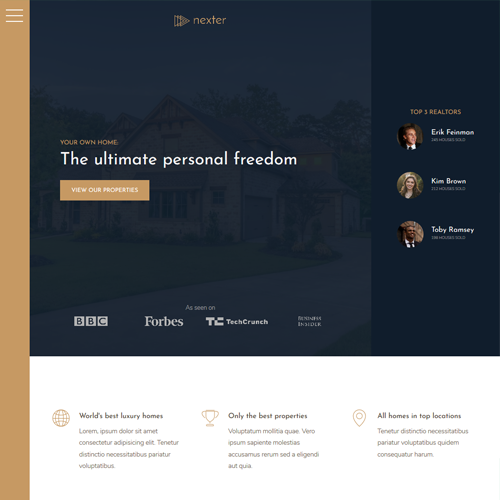 nexter
YOUR OWN HOME:
The ultimate personal freedom
VIEW OUR PROPERTIES
As seen on
BBC
Forbes
TC TechCrunch
BUSINESS
INSIDER
TOP 3 REALTORS
Erik Feinman
HOUSES SOLD
Kim Brown
HOUSES SOLD
Toby Ramsey
HOUSES SOLD
World's best luxury homes
Lorem, ipsum dolor sit amet
consectetur adipisicing elit. Tenetur
distinctio necessitatibus pariatur
voluptatibus.
Only the best properties
Voluptatum mollitia quae. Vero
ipsum sapiente molestias
accusamus rerum sed a eligendi
aut quia.
All homes in top locations
Tenetur distinctio necessitatibus
pariatur voluptatibus quidem
consequatur harum.